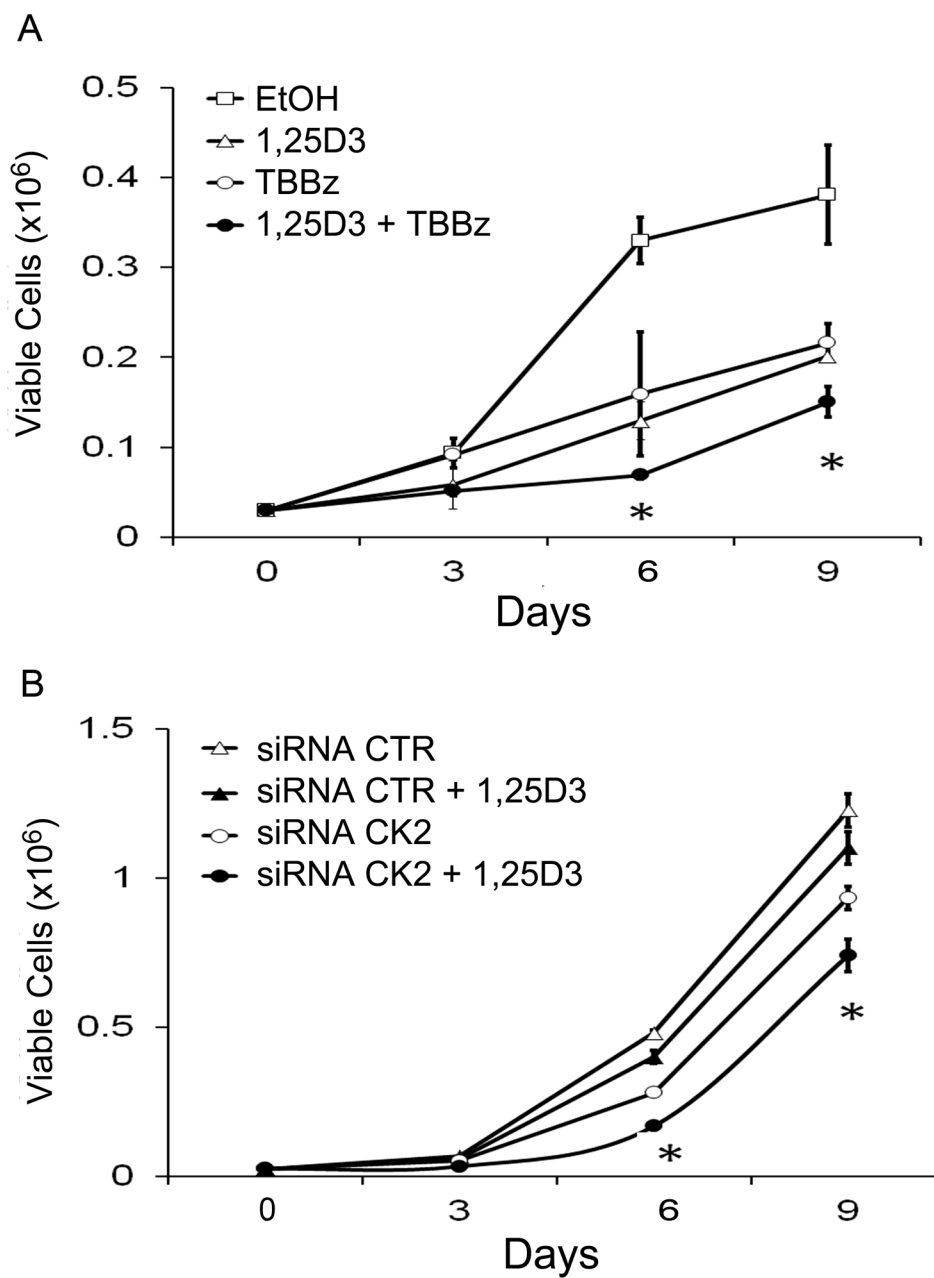 A
0.5
0.4
0.3
0.2
0.1
0
Viable Cells (x10⁶)
EtOH
1,25D3
TBBz
1,25D3 + TBBz
*
*
0 3 6 9
Days
B
1.5
1
0.5
0
Viable Cells (x10⁶)
siRNA CTR
siRNA CTR + 1,25D3
siRNA CK2
siRNA CK2 + 1,25D3
*
*
0 3 6 9
Days